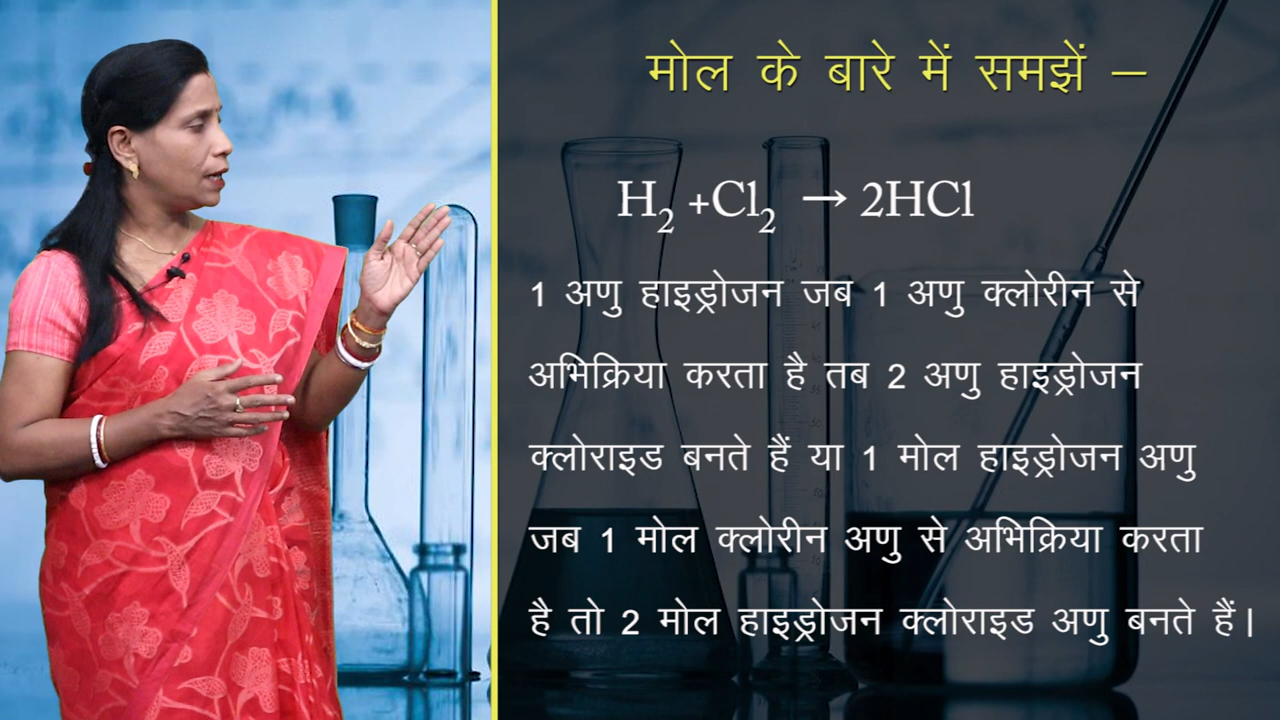 मोल के बारे में समझें –
H₂ +Cl₂ → 2HCl
1 अणु हाइड्रोजन जब 1 अणु क्लोरीन से
अभिक्रिया करता है तब 2 अणु हाइड्रोजन
क्लोराइड बनते हैं या 1 मोल हाइड्रोजन अणु
जब 1 मोल क्लोरीन अणु से अभिक्रिया करता
है तो 2 मोल हाइड्रोजन क्लोराइड अणु बनते हैं।